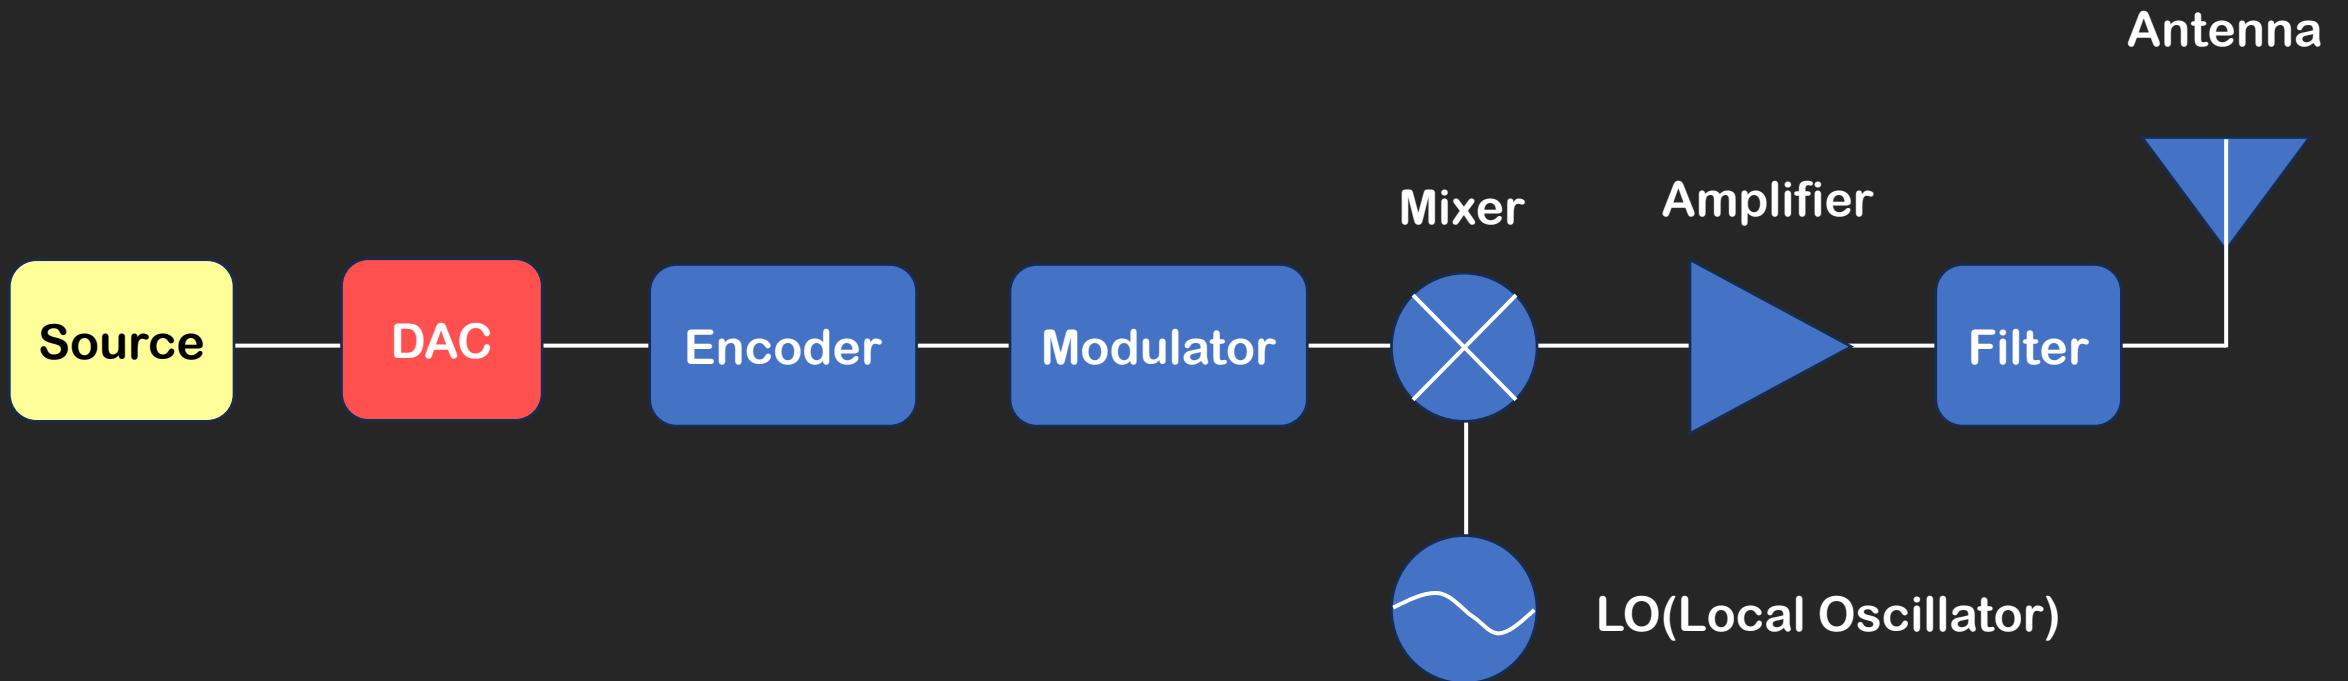 Antenna
Mixer
Amplifier
Source
DAC
Encoder
Modulator
Filter
LO(Local Oscillator)